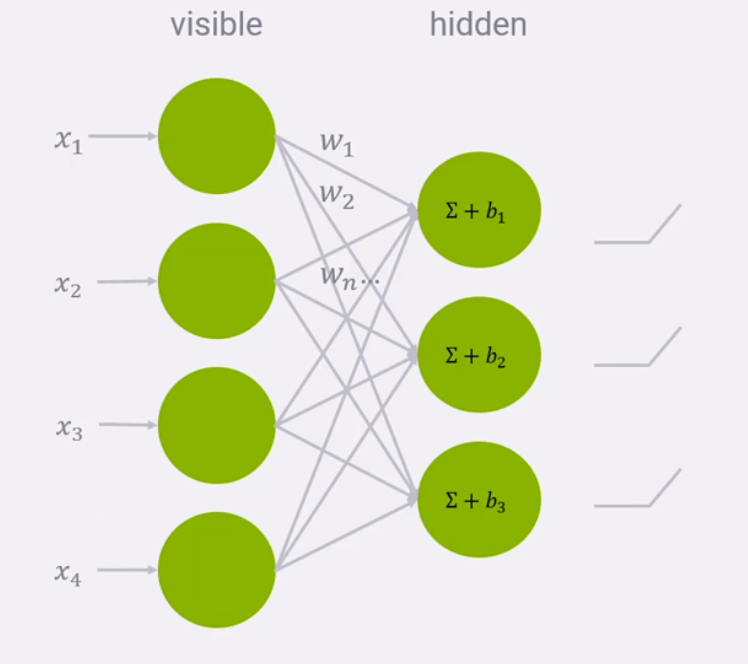 visible
hidden
x₁
w₁
w₂
Σ + b₁
x₂
wₙ...
Σ + b₂
x₃
Σ + b₃
x₄